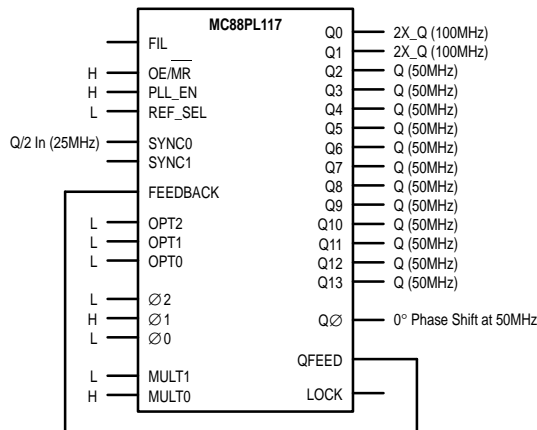 MC88PL117
FIL
H OE/MR
H PLL_EN
L REF_SEL
Q/2 In (25MHz) SYNC0
SYNC1
FEEDBACK
L OPT2
L OPT1
L OPT0
L ∅2
H ∅1
L ∅0
L MULT1
H MULT0
Q0 2X_Q (100MHz)
Q1 2X_Q (100MHz)
Q2 Q (50MHz)
Q3 Q (50MHz)
Q4 Q (50MHz)
Q5 Q (50MHz)
Q6 Q (50MHz)
Q7 Q (50MHz)
Q8 Q (50MHz)
Q9 Q (50MHz)
Q10 Q (50MHz)
Q11 Q (50MHz)
Q12 Q (50MHz)
Q13 Q (50MHz)
Q∅ 0° Phase Shift at 50MHz
QFEED
LOCK